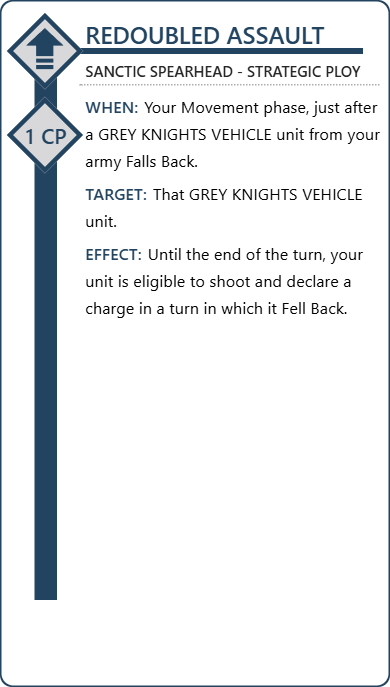 REDOUBLED ASSAULT
SANCTIC SPEARHEAD - STRATEGIC PLOY
1 CP
WHEN: Your Movement phase, just after
a GREY KNIGHTS VEHICLE unit from your
army Falls Back.
TARGET: That GREY KNIGHTS VEHICLE
unit.
EFFECT: Until the end of the turn, your
unit is eligible to shoot and declare a
charge in a turn in which it Fell Back.